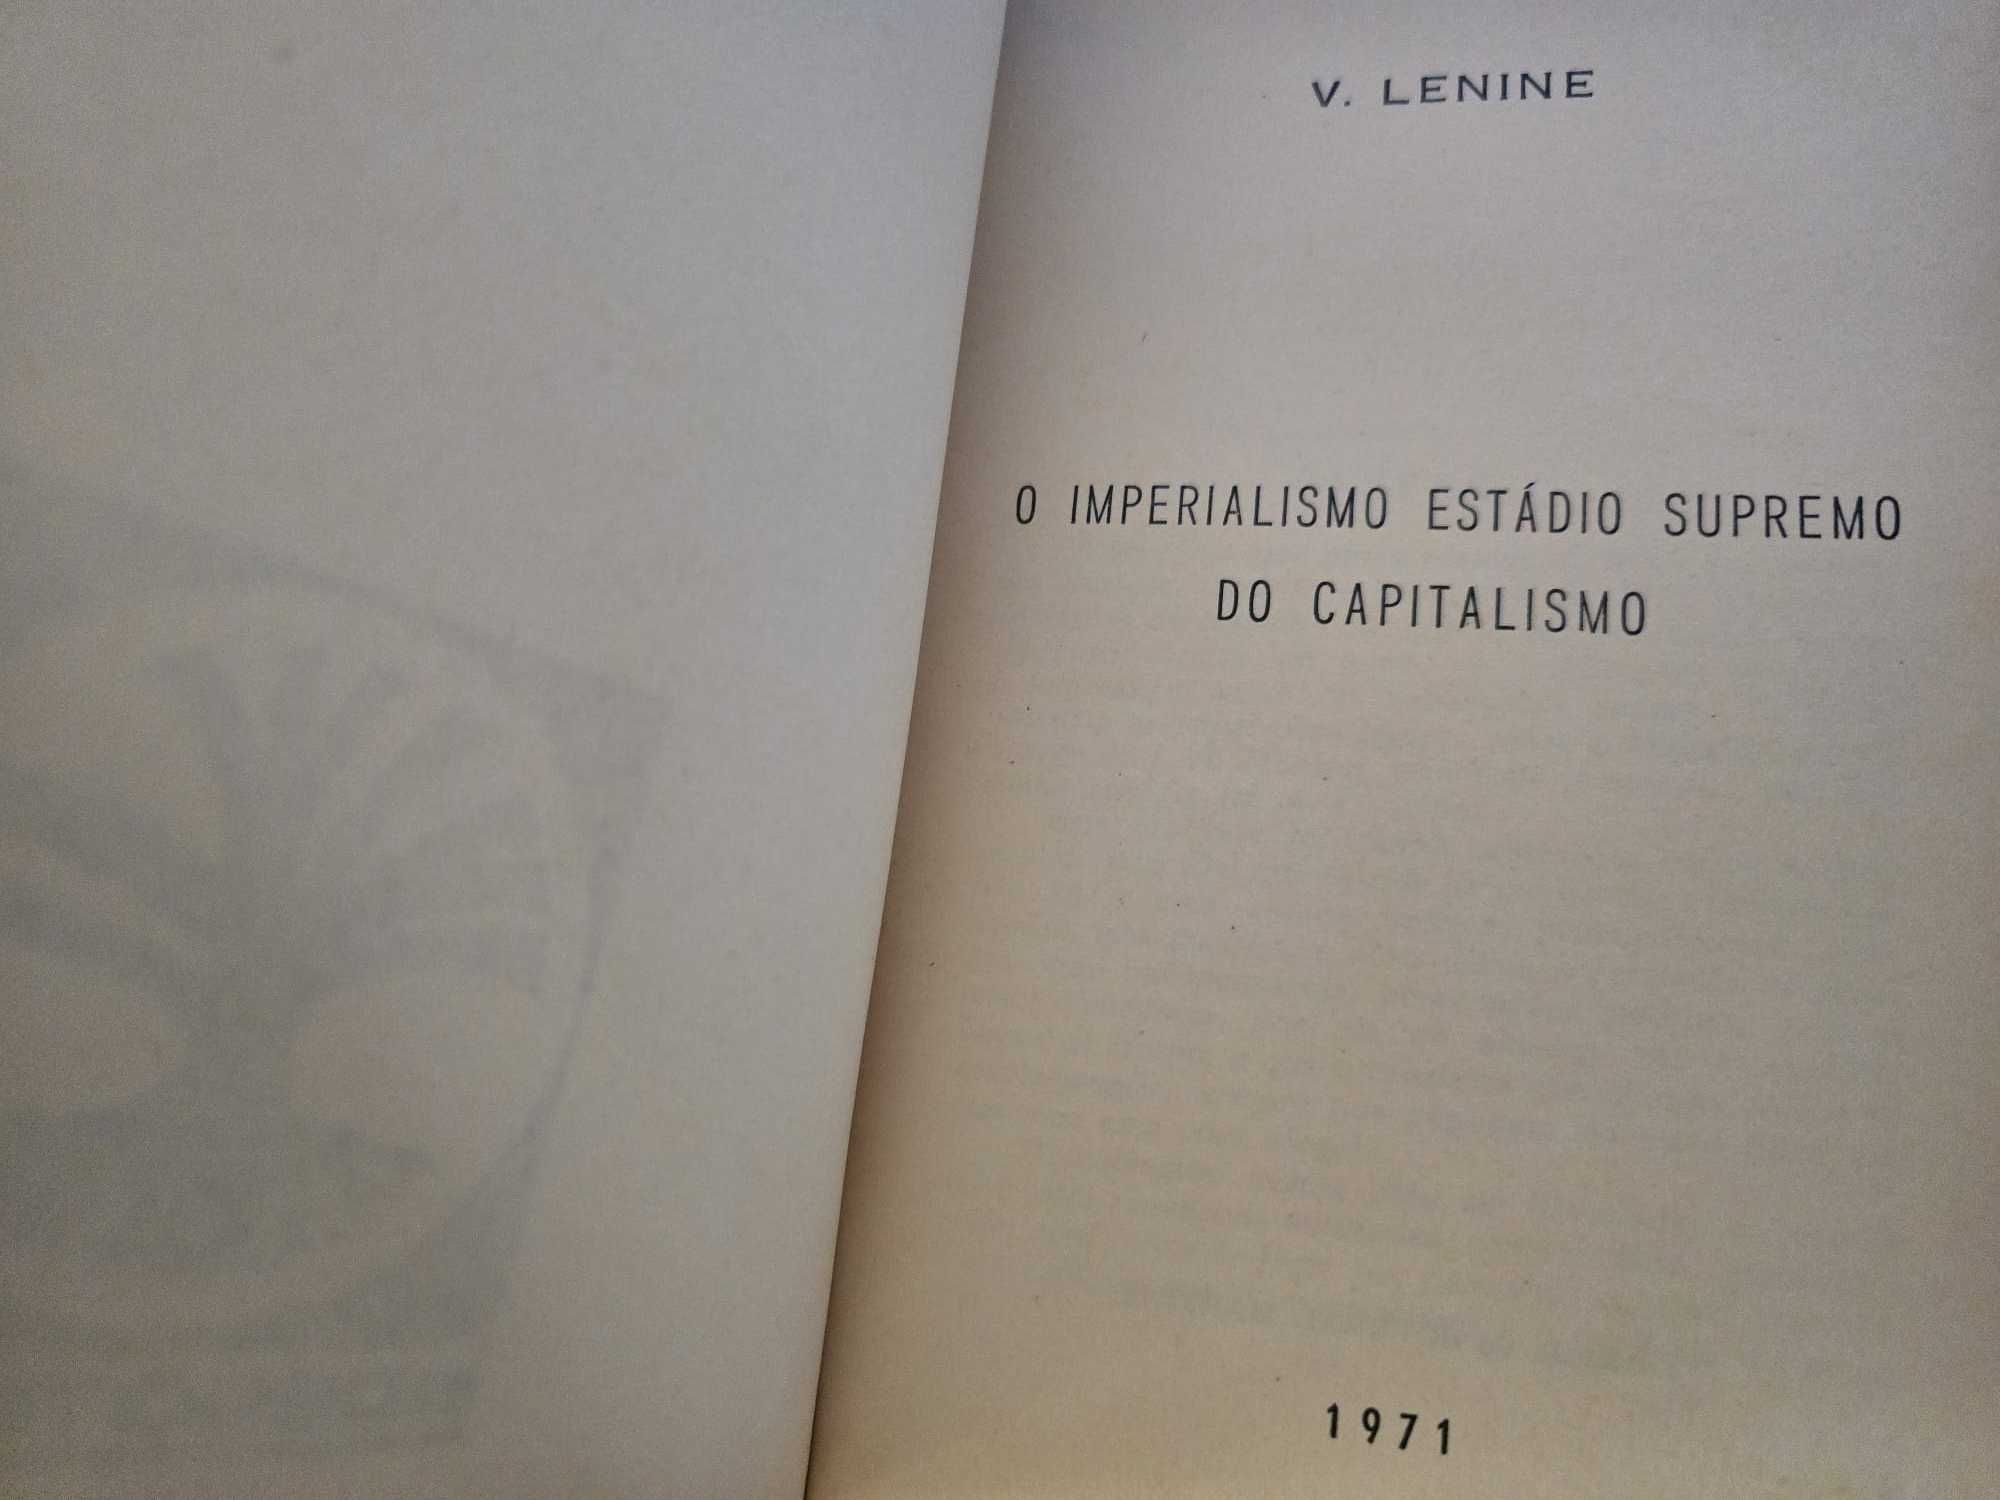 V. LENINE
O IMPERIALISMO ESTÁDIO SUPREMO
DO CAPITALISMO
1971